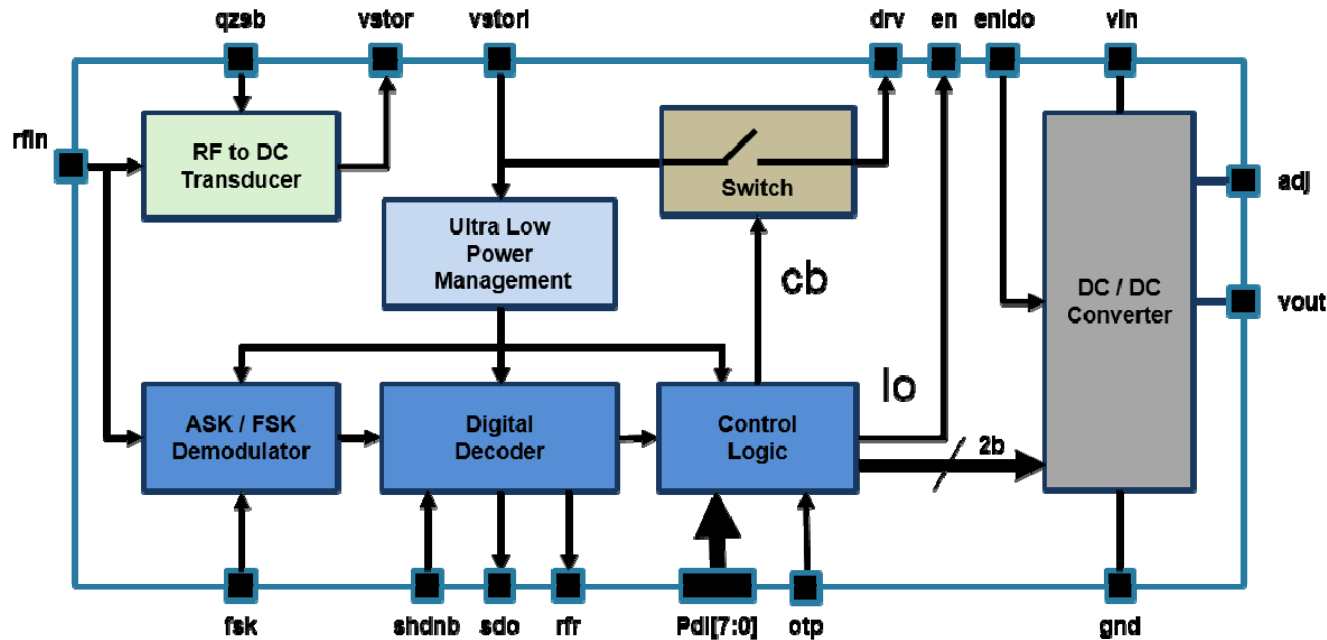 qzsb vstor vstori drv en enldo vin
rfin
RF to DC
Transducer
Switch
adj
Ultra Low
Power
Management
cb
DC / DC
Converter
vout
lo
ASK / FSK
Demodulator
Digital
Decoder
Control
Logic
2b
fsk shdnb sdo rfr Pdi[7:0] otp gnd